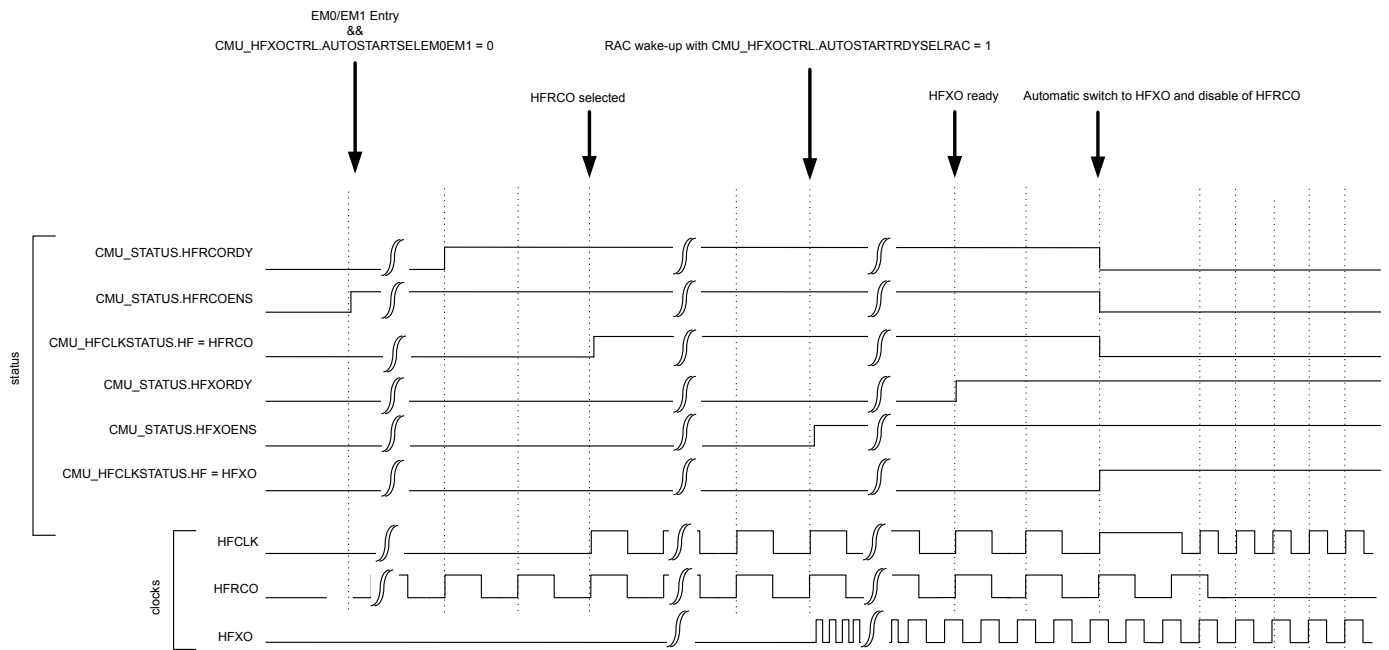 EM0/EM1 Entry
&&
CMU_HFXOCTRL.AUTOSTARTSELEM0EM1 = 0
RAC wake-up with CMU_HFXOCTRL.AUTOSTARTRDYSELRAC = 1
HFRCO selected
HFXO ready
Automatic switch to HFXO and disable of HFRCO
status
CMU_STATUS.HFRCORDY
CMU_STATUS.HFRCOENS
CMU_HFCLKSTATUS.HF = HFRCO
CMU_STATUS.HFXORDY
CMU_STATUS.HFXOENS
CMU_HFCLKSTATUS.HF = HFXO
clocks
HFCLK
HFRCO
HFXO